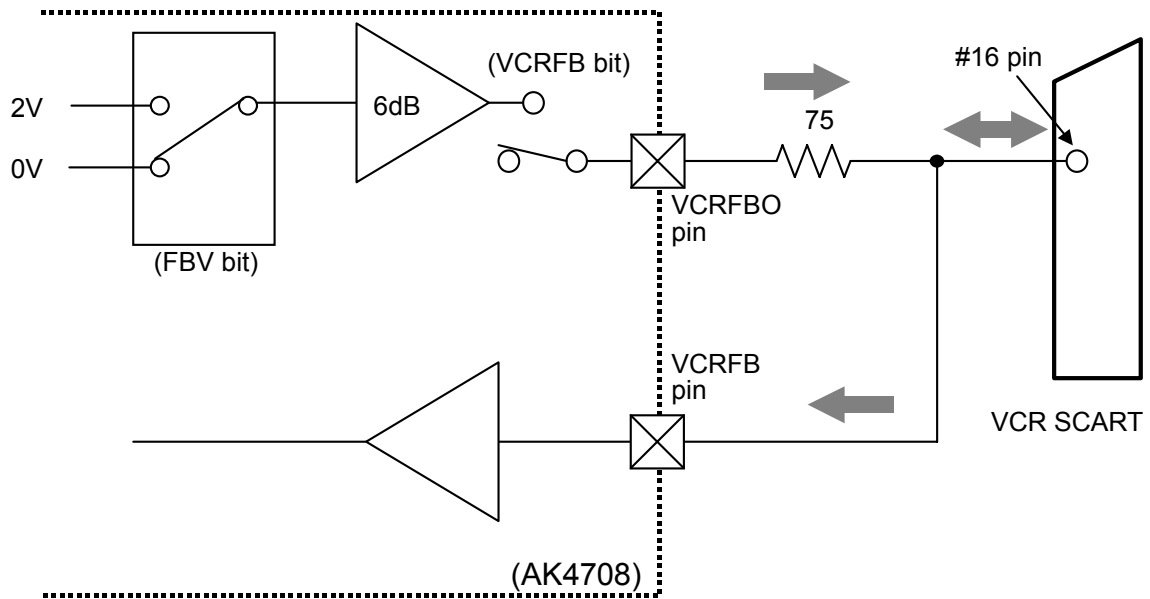 (VCRFB bit)
#16 pin
2V
6dB
75
0V
VCRFBO
pin
(FBV bit)
VCRFB
pin
VCR SCART
(AK4708)